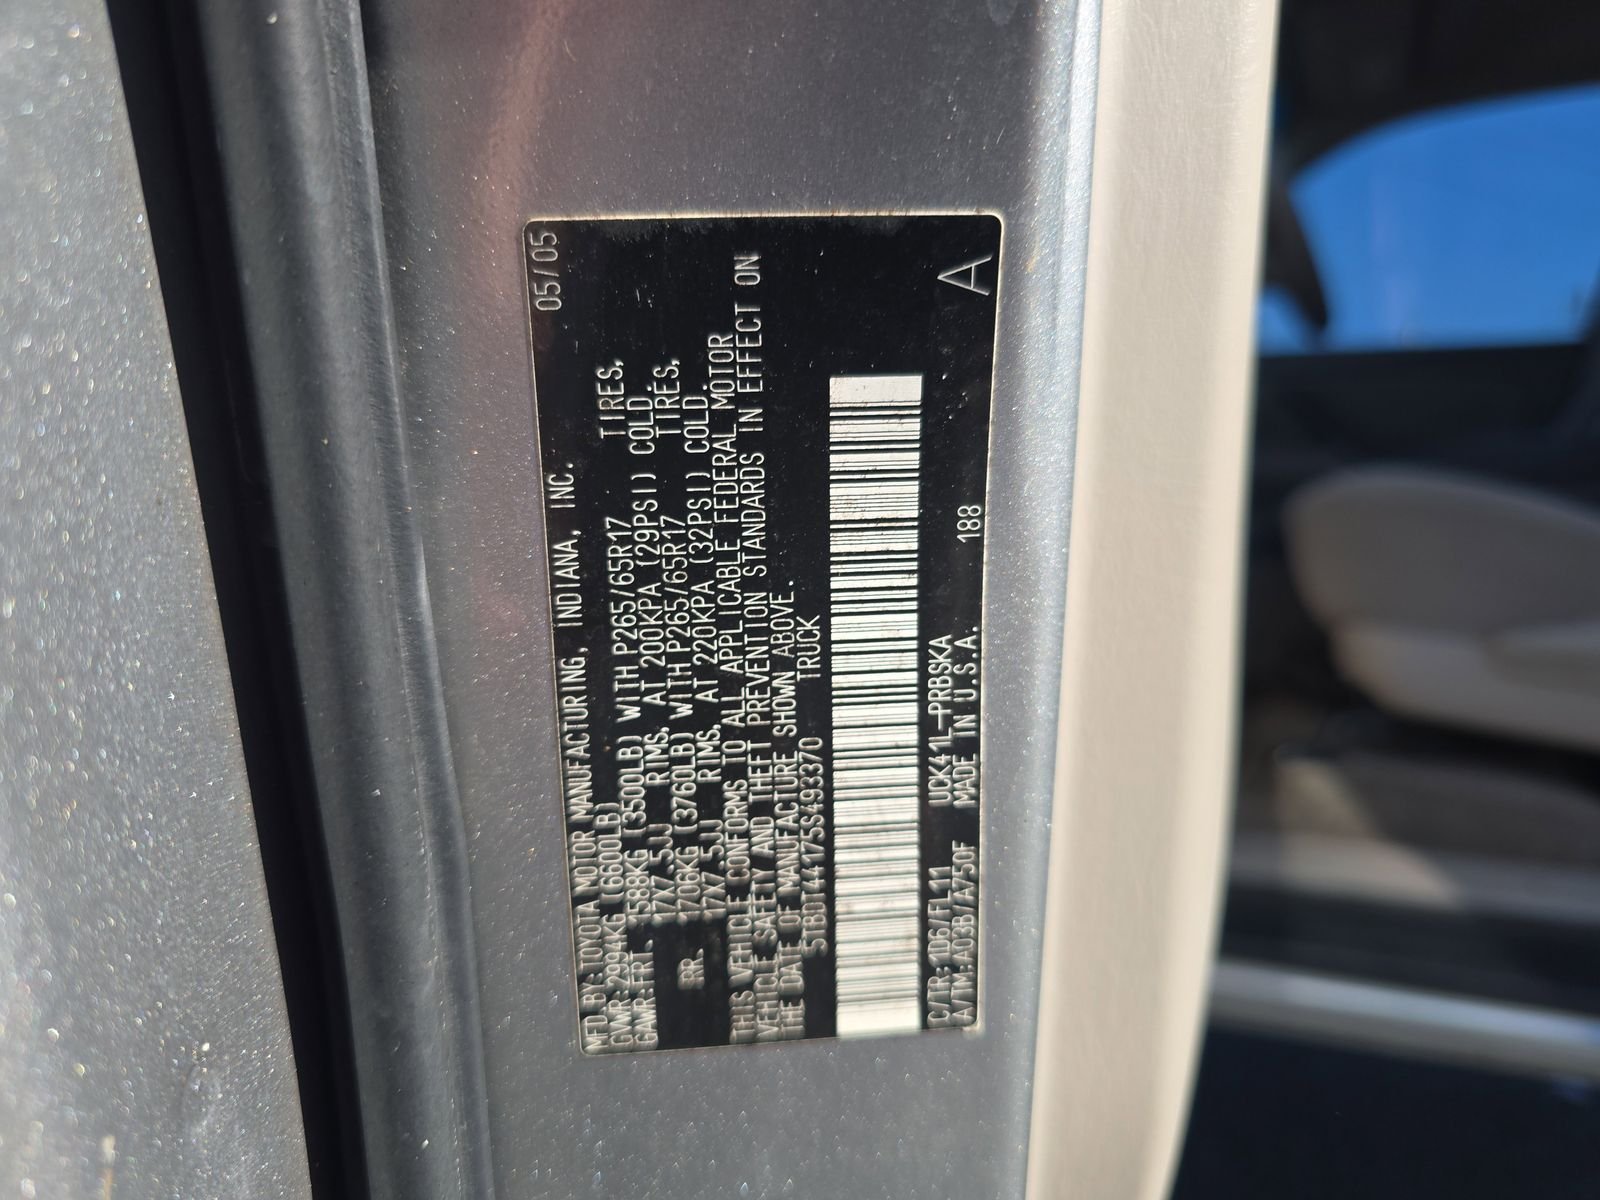 MFD. BY: TOYOTA MOTOR MANUFACTURING, INDIANA, INC. 05/05
GVWR: 2994KG (6600LB)
GAWR: FRT. 1588KG (3500LB) WITH P265/65R17 TIRES,
17X7.5JJ RIMS, AT 200KPA (29PSI) COLD.
RR. 1706KG (3760LB) WITH P265/65R17 TIRES,
17X7.5JJ RIMS, AT 220KPA (32PSI) COLD.
THIS VEHICLE CONFORMS TO ALL APPLICABLE FEDERAL MOTOR
VEHICLE SAFETY AND THEFT PREVENTION STANDARDS IN EFFECT ON
THE DATE OF MANUFACTURE SHOWN ABOVE.
5TBDT44175S493370 TRUCK
C/TR: 1D6/FL11 UCK41L-PRBSKA
A/TM: A03B/A750F MADE IN U.S.A. 188
A